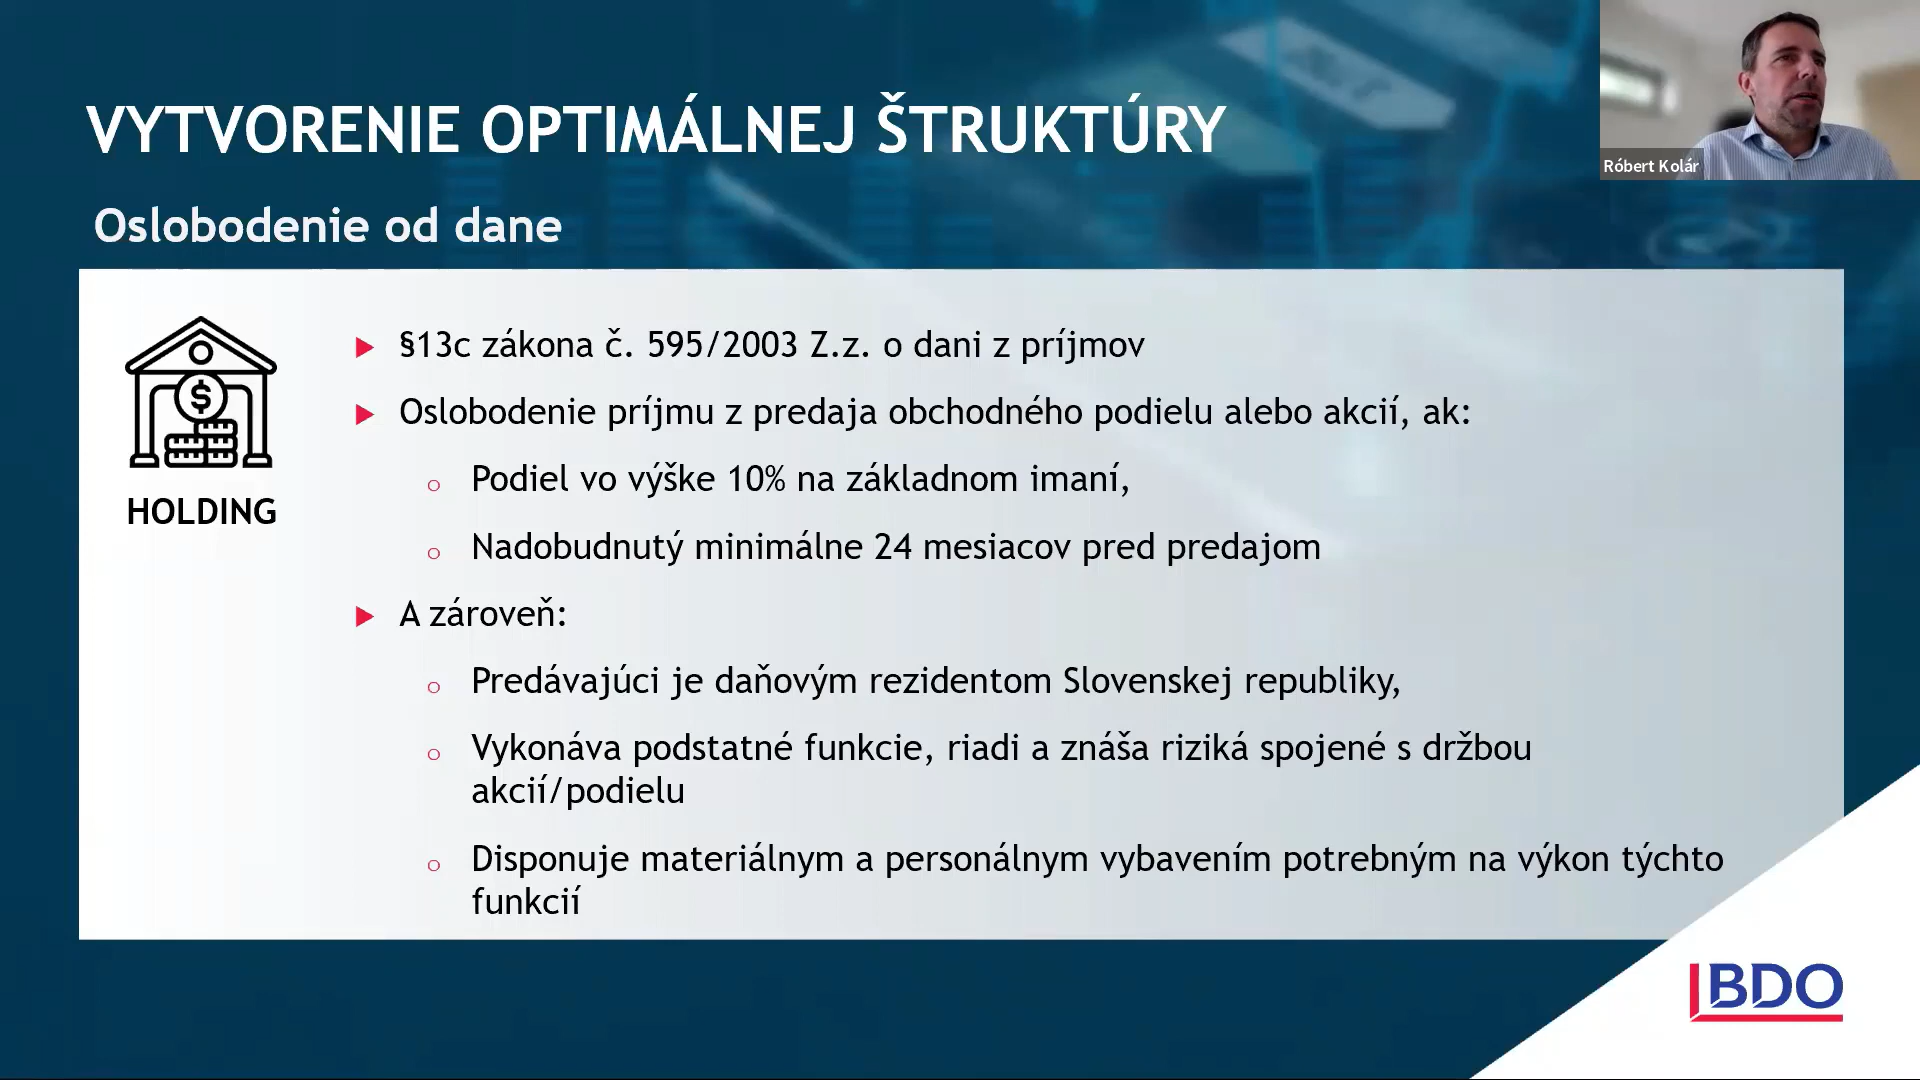 VYTVORENIE OPTIMÁLNEJ ŠTRUKTÚRY
Róbert Kolár
Oslobodenie od dane
HOLDING
§13c zákona č. 595/2003 Z.z. o dani z príjmov
Oslobodenie príjmu z predaja obchodného podielu alebo akcií, ak:
Podiel vo výške 10% na základnom imaní,
Nadobudnutý minimálne 24 mesiacov pred predajom
A zároveň:
Predávajúci je daňovým rezidentom Slovenskej republiky,
Vykonáva podstatné funkcie, riadi a znáša riziká spojené s držbou
akcií/podielu
Disponuje materiálnym a personálnym vybavením potrebným na výkon týchto
funkcií
BDO